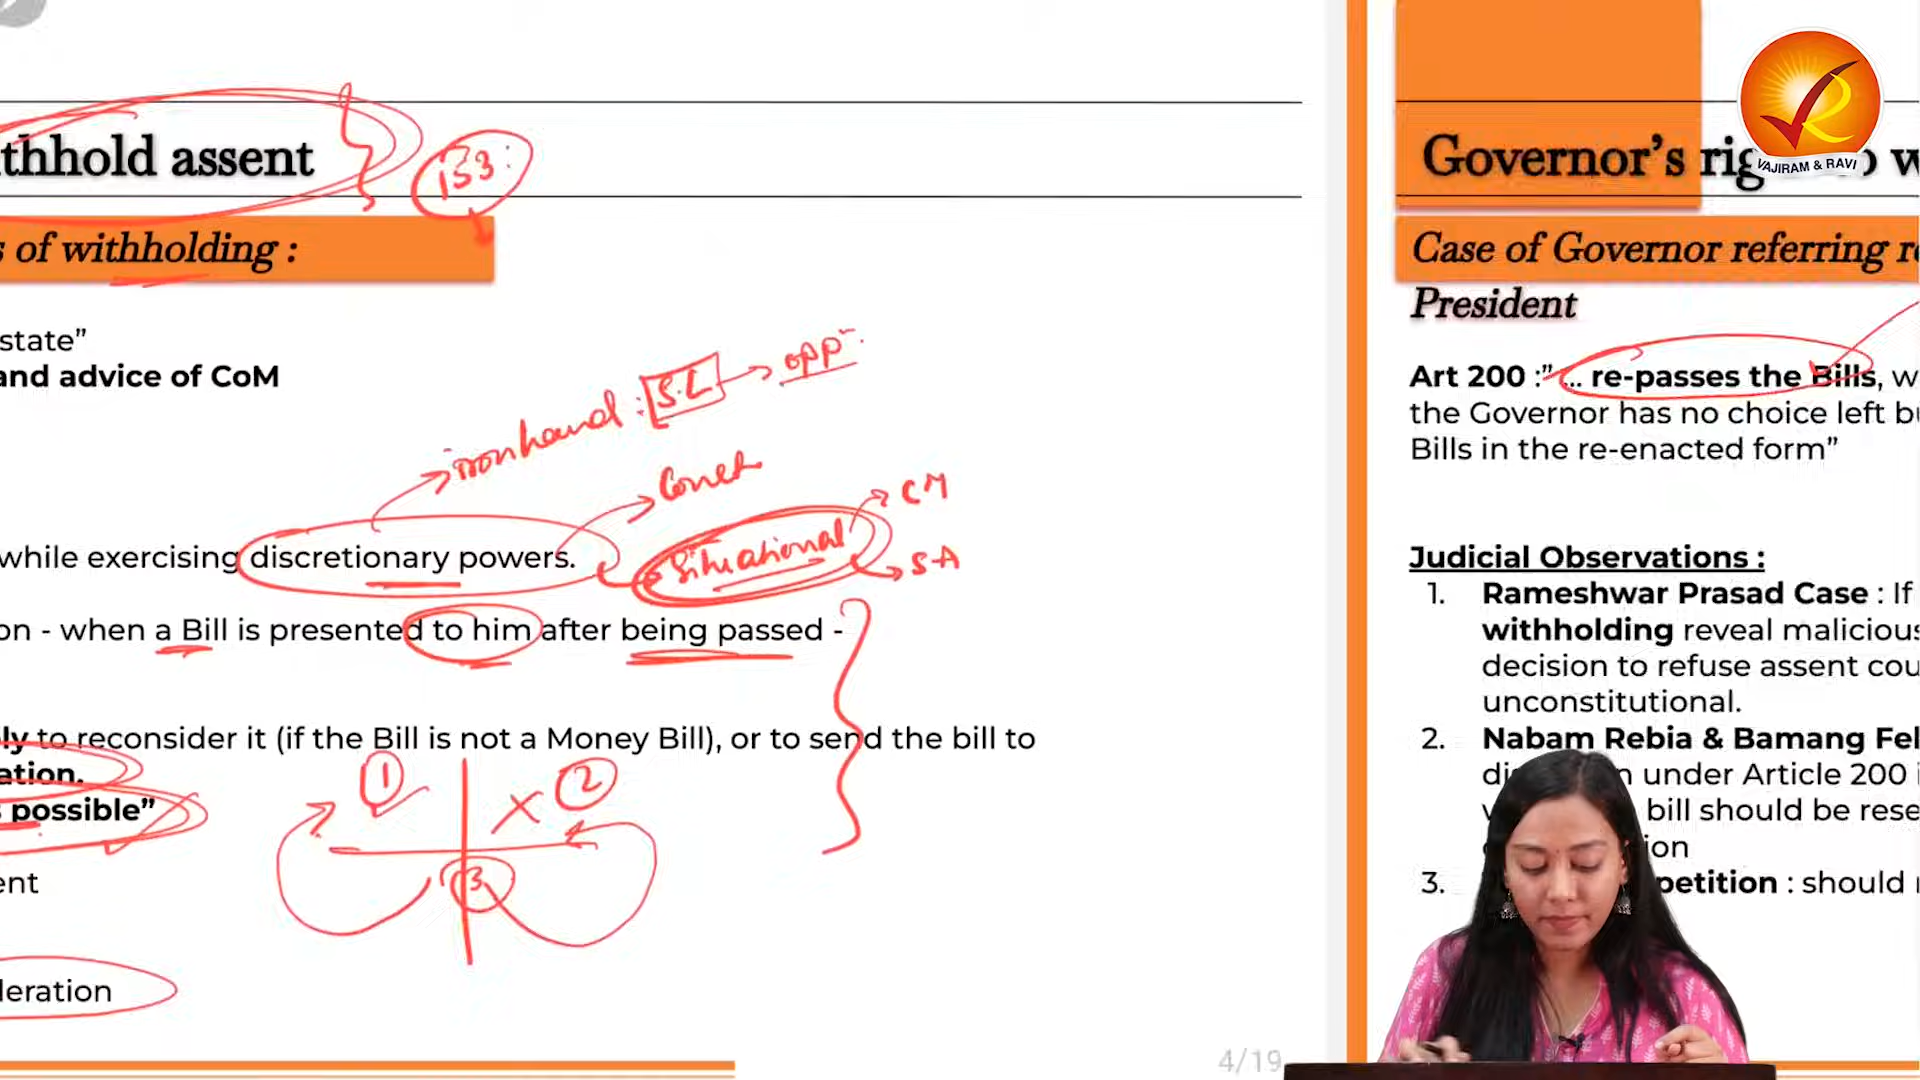 thhold assent
153:
s of withholding :
state”
and advice of CoM
ironhand : S.L → opp
Const
while exercising discretionary powers.
Situational
CM
S·A
on - when a Bill is presented to him after being passed -
ly to reconsider it (if the Bill is not a Money Bill), or to send the bill to
ation.
s possible”
1
2
3
ent
leration
4/19
VAJIRAM & RAVI
Governor’s rig o w
Case of Governor referring re
President
Art 200 :” ... re-passes the Bills, w
the Governor has no choice left bu
Bills in the re-enacted form”
Judicial Observations :
1. Rameshwar Prasad Case : If
withholding reveal malicious
decision to refuse assent cou
unconstitutional.
2. Nabam Rebia & Bamang Fel
di n under Article 200 i
bill should be rese
ion
3. petition : should